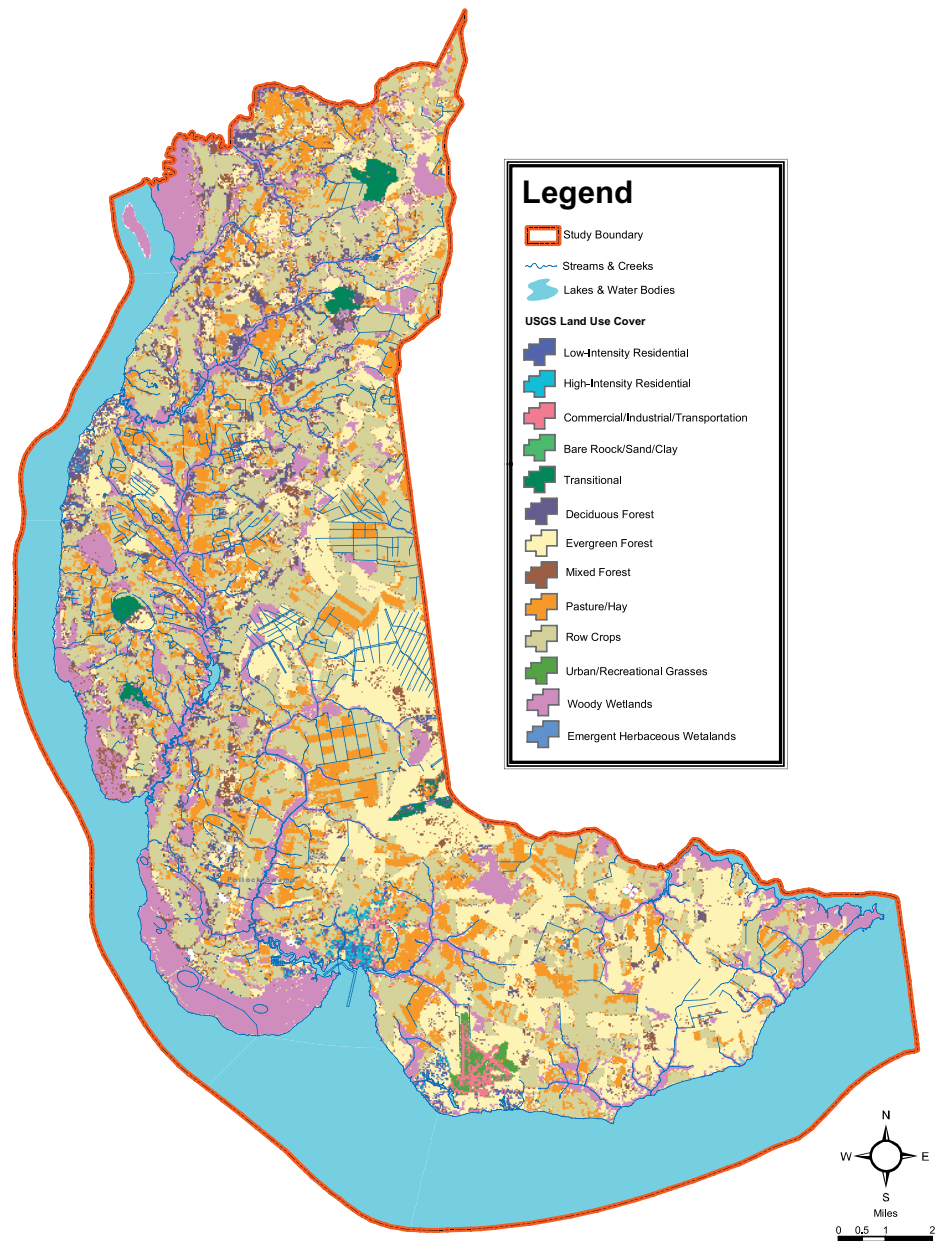 Legend
Study Boundary
Streams & Creeks
Lakes & Water Bodies
USGS Land Use Cover
Low-Intensity Residential
High-Intensity Residential
Commercial/Industrial/Transportation
Bare Roock/Sand/Clay
Transitional
Deciduous Forest
Evergreen Forest
Mixed Forest
Pasture/Hay
Row Crops
Urban/Recreational Grasses
Woody Wetlands
Emergent Herbaceous Wetalands
Pollock Swamp
N
W E
S
Miles
0 0.5 1 2